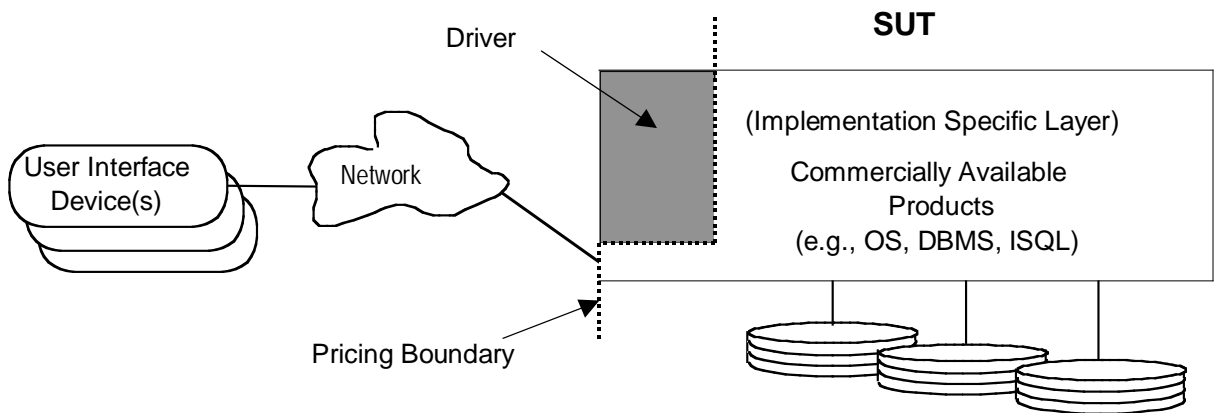 SUT
Driver
(Implementation Specific Layer)
User Interface
Device(s)
Network
Commercially Available
Products
(e.g., OS, DBMS, ISQL)
Pricing Boundary